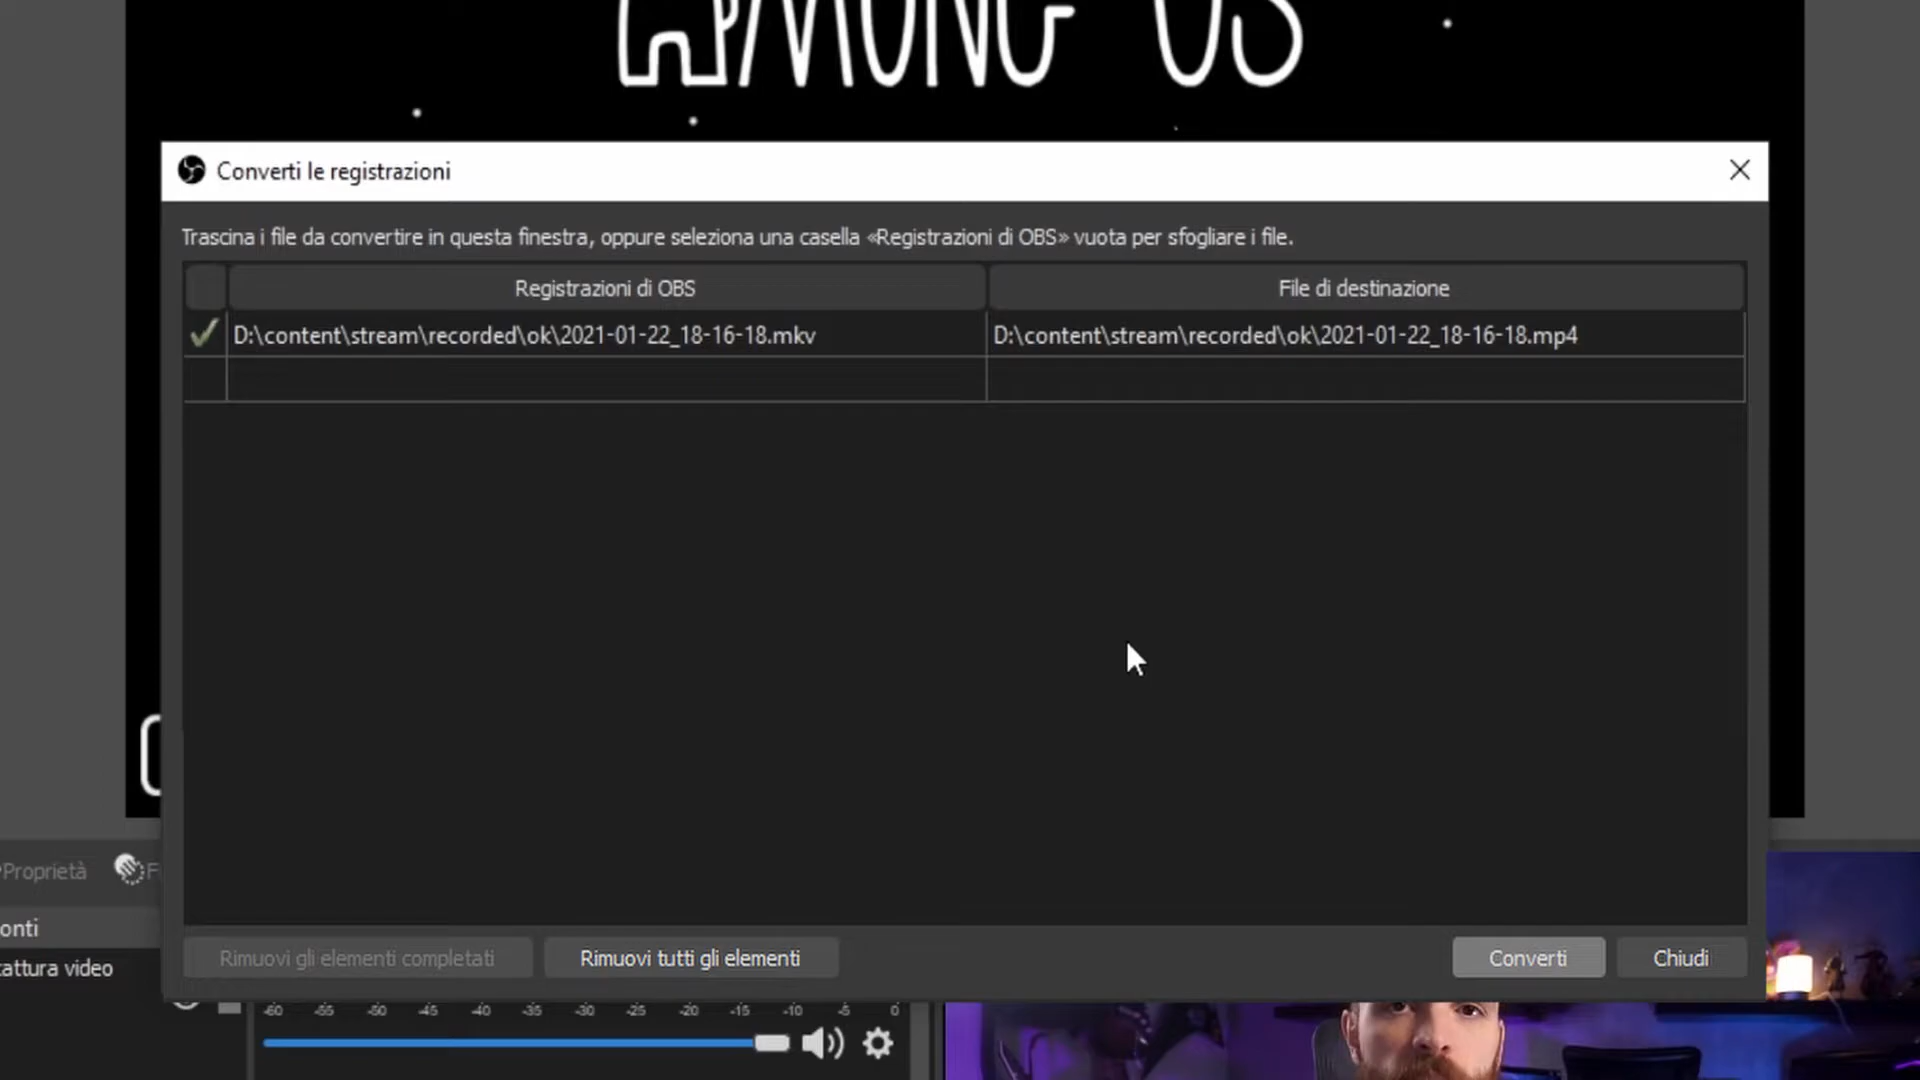 AMONG US
Converti le registrazioni
Trascina i file da convertire in questa finestra, oppure seleziona una casella «Registrazioni di OBS» vuota per sfogliare i file.
Registrazioni di OBS File di destinazione
D:\content\stream\recorded\ok\2021-01-22_18-16-18.mkv D:\content\stream\recorded\ok\2021-01-22_18-16-18.mp4
Proprietà F
onti
cattura video
Rimuovi gli elementi completati Rimuovi tutti gli elementi Converti Chiudi
-60 -55 -50 -45 -40 -35 -30 -25 -20 -15 -10 -5 0